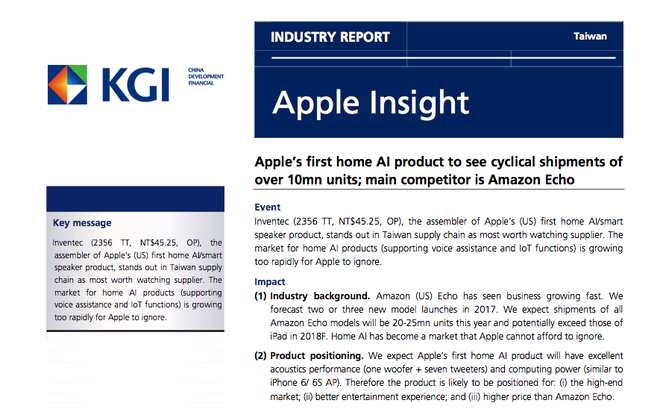 INDUSTRY REPORT
Taiwan
KGI
CHINA
DEVELOPMENT
FINANCIAL
Apple Insight
Apple's first home AI product to see cyclical shipments of
over 10mn units; main competitor is Amazon Echo
Key message
Inventec (2356 TT, NT$45.25, OP), the
assembler of Apple's (US) first home AI/smart
speaker product, stands out in Taiwan supply
chain as most worth watching supplier. The
market for home AI products (supporting
voice assistance and IoT functions) is growing
too rapidly for Apple to ignore.
Event
Inventec (2356 TT, NT$45.25, OP), the assembler of Apple's (US) first home AI/smart
speaker product, stands out in Taiwan supply chain as most worth watching supplier. The
market for home AI products (supporting voice assistance and IoT functions) is growing
too rapidly for Apple to ignore.
Impact
(1) Industry background. Amazon (US) Echo has seen business growing fast. We
forecast two or three new model launches in 2017. We expect shipments of all
Amazon Echo models will be 20-25mn units this year and potentially exceed those of
iPad in 2018F. Home AI has become a market that Apple cannot afford to ignore.
(2) Product positioning. We expect Apple's first home AI product will have excellent
acoustics performance (one woofer + seven tweeters) and computing power (similar to
iPhone 6/ 6S AP). Therefore the product is likely to be positioned for: (i) the high-end
market; (ii) better entertainment experience; and (iii) higher price than Amazon Echo.